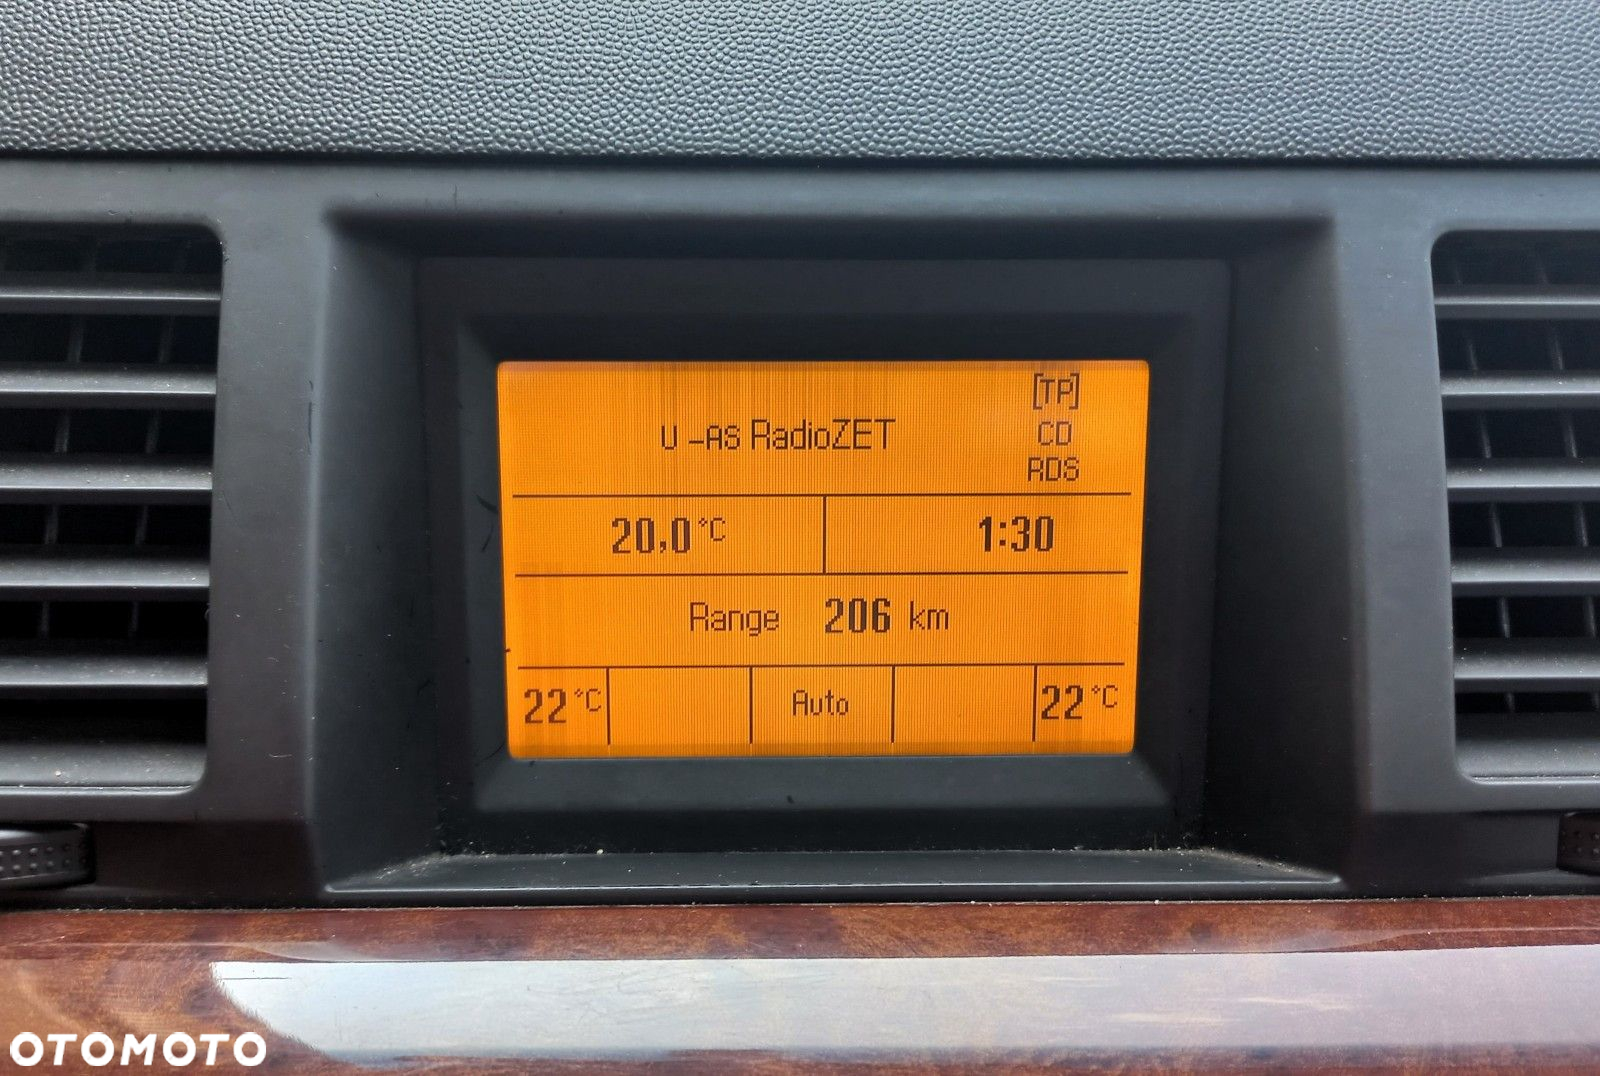 [TP]
U -AS RadioZET CD
RDS
20,0 °C 1:30
Range 206 km
22 °C Auto 22 °C
OTOMOTO